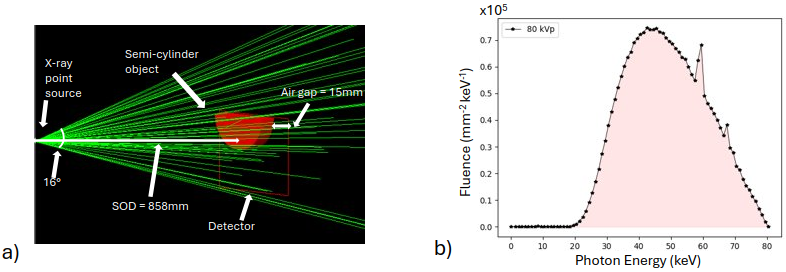 X-ray
point
source
Semi-cylinder
object
Air gap = 15mm
16°
SOD = 858mm
Detector
a)
x10⁵
80 kVp
Fluence (mm⁻² keV⁻¹)
0.7
0.6
0.5
0.4
0.3
0.2
0.1
0.0
0 10 20 30 40 50 60 70 80
Photon Energy (keV)
b)